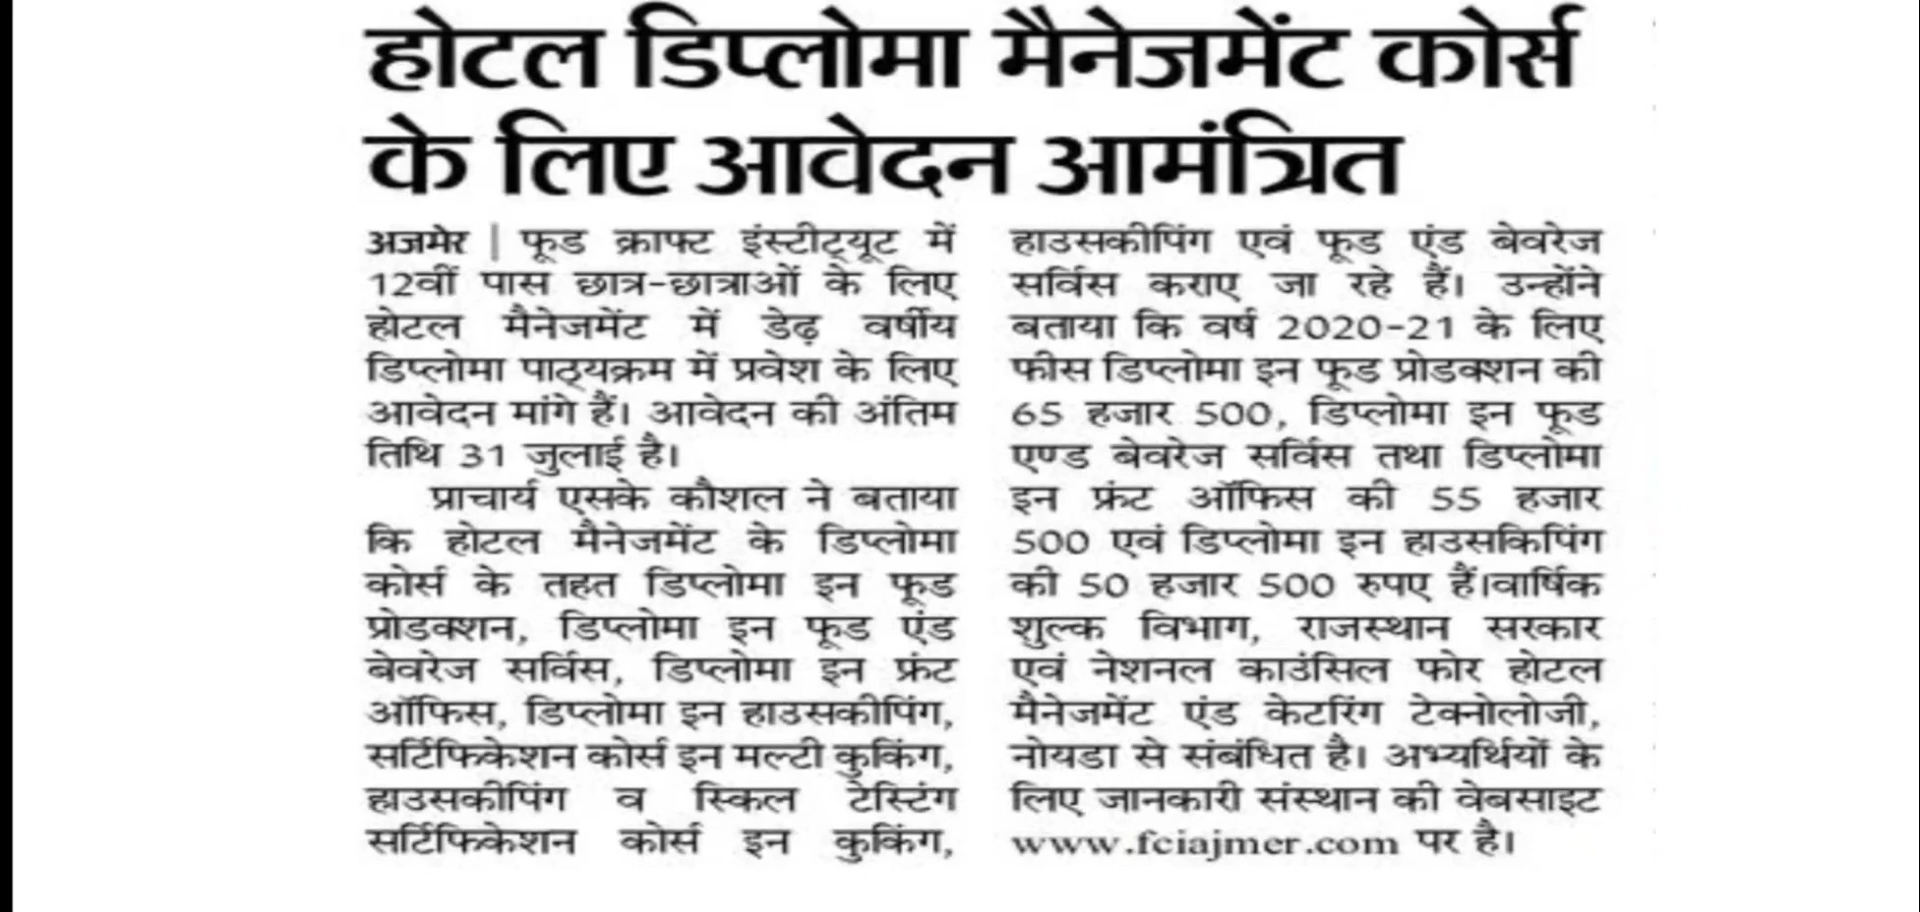 होटल डिप्लोमा मैनेजमेंट कोर्स
के लिए आवेदन आमंत्रित
अजमेर | फूड क्राफ्ट इंस्टीट्यूट में
12वीं पास छात्र-छात्राओं के लिए
होटल मैनेजमेंट में डेढ़ वर्षीय
डिप्लोमा पाठ्यक्रम में प्रवेश के लिए
आवेदन मांगे हैं। आवेदन की अंतिम
तिथि 31 जुलाई है।
प्राचार्य एसके कौशल ने बताया
कि होटल मैनेजमेंट के डिप्लोमा
कोर्स के तहत डिप्लोमा इन फूड
प्रोडक्शन, डिप्लोमा इन फूड एंड
बेवरेज सर्विस, डिप्लोमा इन फ्रंट
ऑफिस, डिप्लोमा इन हाउसकीपिंग,
सर्टिफिकेशन कोर्स इन मल्टी कुकिंग,
हाउसकीपिंग व स्किल टेस्टिंग
सर्टिफिकेशन कोर्स इन कुकिंग,
हाउसकीपिंग एवं फूड एंड बेवरेज
सर्विस कराए जा रहे हैं। उन्होंने
बताया कि वर्ष 2020-21 के लिए
फीस डिप्लोमा इन फूड प्रोडक्शन की
65 हजार 500, डिप्लोमा इन फूड
एण्ड बेवरेज सर्विस तथा डिप्लोमा
इन फ्रंट ऑफिस की 55 हजार
500 एवं डिप्लोमा इन हाउसकिपिंग
की 50 हजार 500 रुपए हैं।वार्षिक
शुल्क विभाग, राजस्थान सरकार
एवं नेशनल काउंसिल फोर होटल
मैनेजमेंट एंड केटरिंग टेक्नोलोजी,
नोयडा से संबंधित है। अभ्यर्थियों के
लिए जानकारी संस्थान की वेबसाइट
www.fciajmer.com पर है।